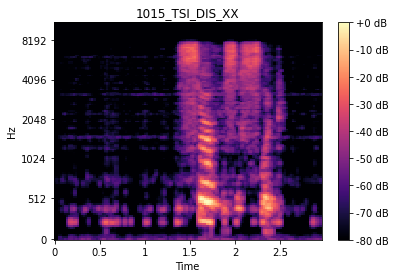 1015_TSI_DIS_XX
+0 dB
8192
-10 dB
4096
-20 dB
-30 dB
2048
-40 dB
Hz
1024
-50 dB
512
-60 dB
-70 dB
0
-80 dB
0 0.5 1 1.5 2 2.5
Time